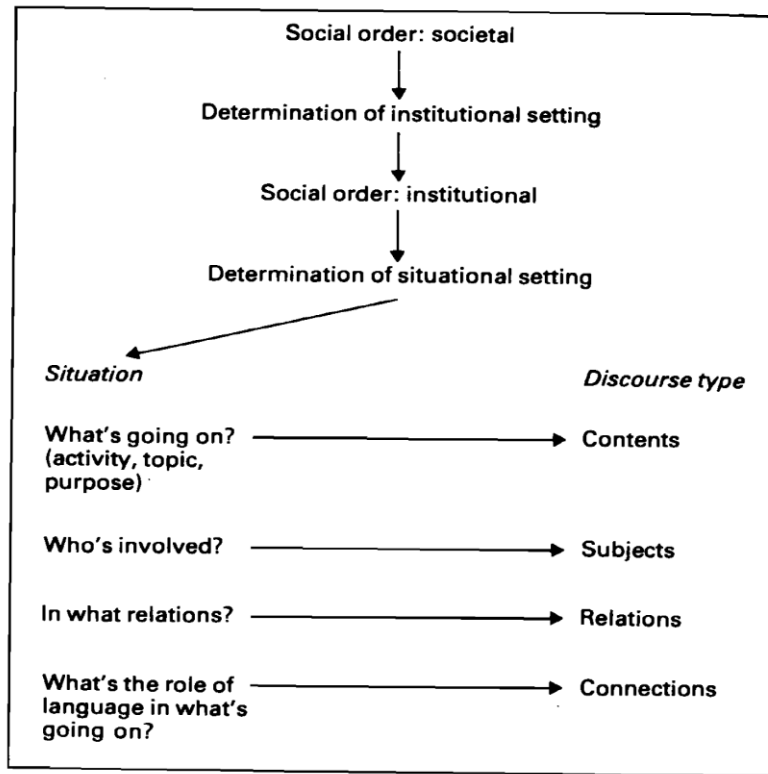 Social order: societal
Determination of institutional setting
Social order: institutional
Determination of situational setting
Situation
Discourse type
What's going on?
(activity, topic,
purpose)
Contents
Who's involved?
Subjects
In what relations?
Relations
What's the role of
language in what's
going on?
Connections